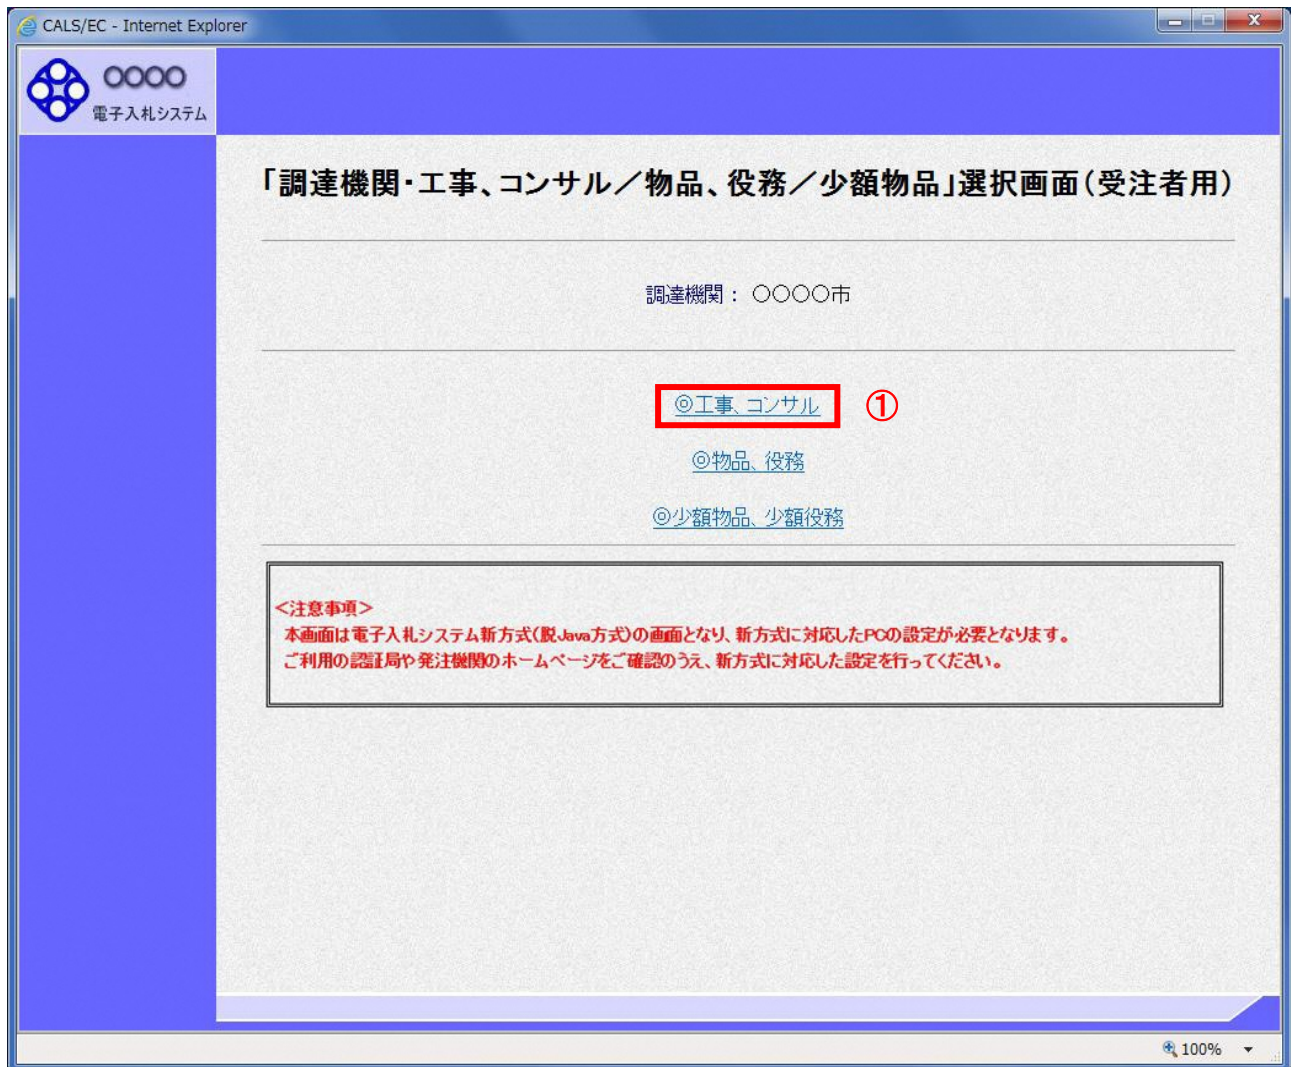 CALS/EC - Internet Explorer
○○○○
電子入札システム
「調達機関・工事、コンサル／物品、役務／少額物品」選択画面（受注者用）
調達機関： ○○○○市
◎工事、コンサル ①
◎物品、役務
◎少額物品、少額役務
＜注意事項＞
本画面は電子入札システム新方式(脱Java方式)の画面となり、新方式に対応したPCの設定が必要となります。
ご利用の認証局や発注機関のホームページをご確認のうえ、新方式に対応した設定を行ってください。
100%